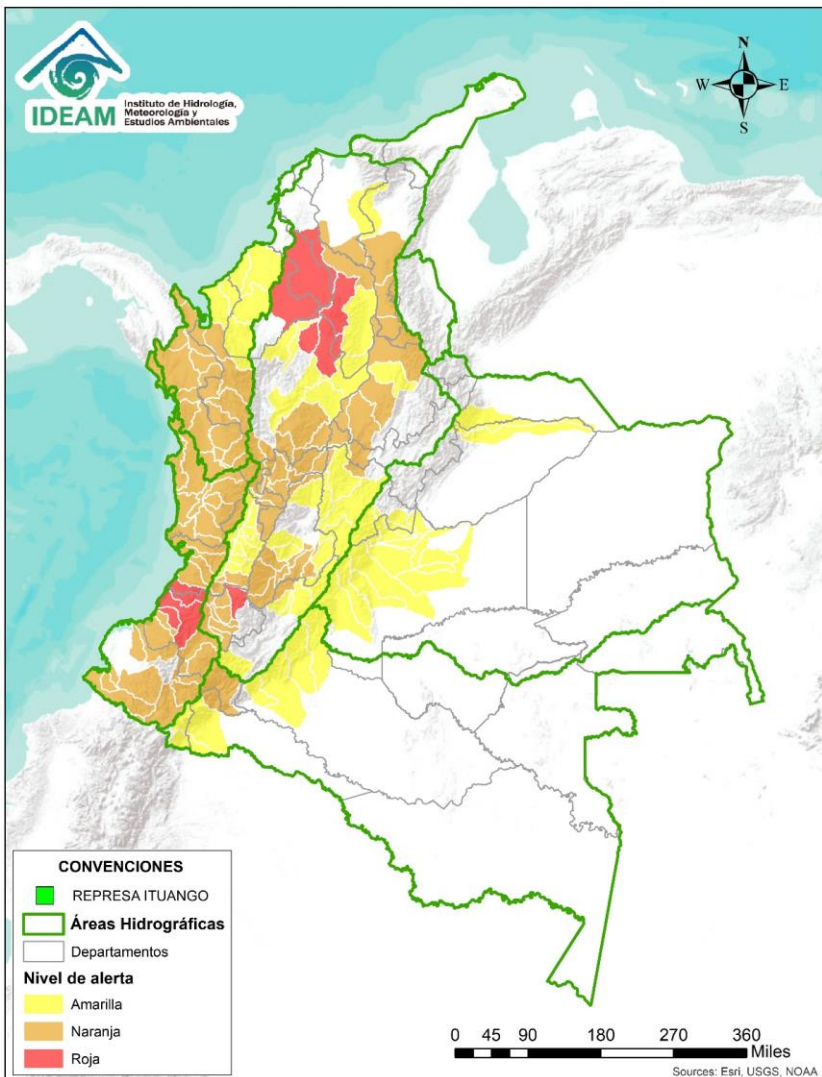 IDEAM
Instituto de Hidrología,
Meteorología y
Estudios Ambientales
N
W
E
S
CONVENCIONES
REPRESA ITUANGO
Áreas Hidrográficas
Departamentos
Nivel de alerta
Amarilla
Naranja
Roja
0 45 90 180 270 360
Miles
Sources: Esri, USGS, NOAA